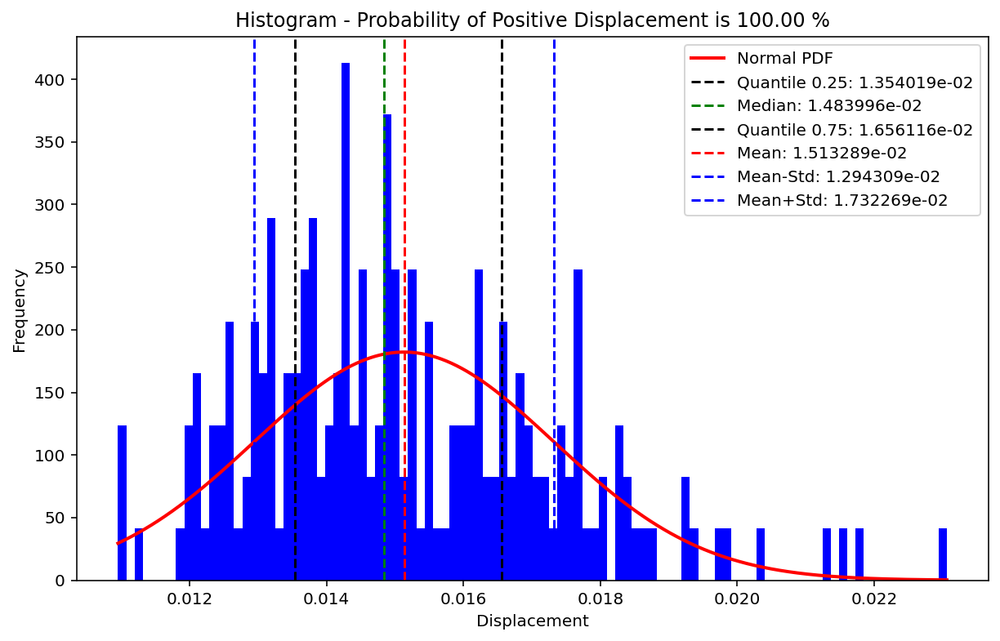 Histogram - Probability of Positive Displacement is 100.00 %
Normal PDF
Quantile 0.25: 1.354019e-02
Median: 1.483996e-02
Quantile 0.75: 1.656116e-02
Mean: 1.513289e-02
Mean-Std: 1.294309e-02
Mean+Std: 1.732269e-02
Frequency
400
350
300
250
200
150
100
50
0
0.012
0.014
0.016
0.018
0.020
0.022
Displacement